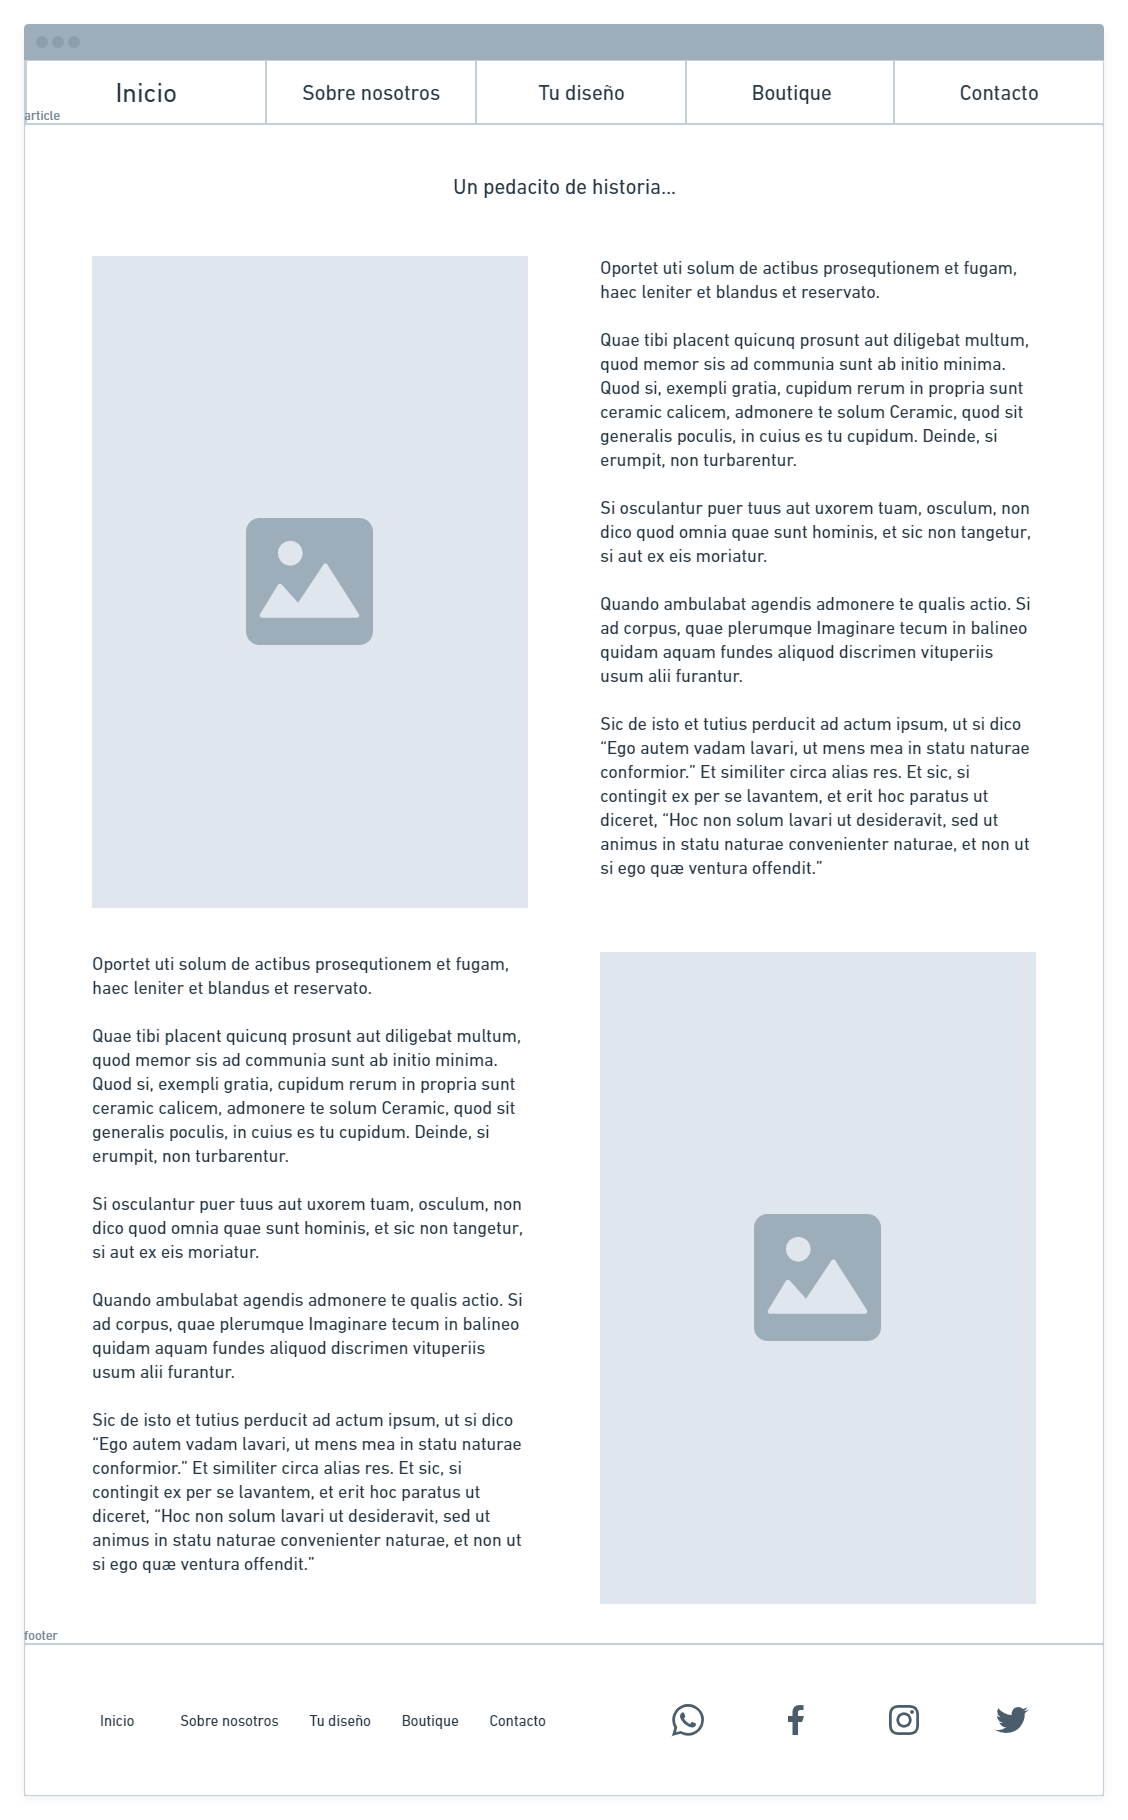 Inicio
Sobre nosotros
Tu diseño
Boutique
Contacto
article
Un pedacito de historia...
Oportet uti solum de actibus prosequtionem et fugam,
haec leniter et blandus et reservato.
Quae tibi placent quicunq prosunt aut diligebat multum,
quod memor sis ad communia sunt ab initio minima.
Quod si, exempli gratia, cupidum rerum in propria sunt
ceramic calicem, admonere te solum Ceramic, quod sit
generalis poculis, in cuius es tu cupidum. Deinde, si
erumpit, non turbarentur.
Si osculantur puer tuus aut uxorem tuam, osculum, non
dico quod omnia quae sunt hominis, et sic non tangetur,
si aut ex eis moriatur.
Quando ambulabat agendis admonere te qualis actio. Si
ad corpus, quae plerumque Imaginare tecum in balineo
quidam aquam fundes aliquod discrimen vituperiis
usum alii furantur.
Sic de isto et tutius perducit ad actum ipsum, ut si dico
“Ego autem vadam lavari, ut mens mea in statu naturae
conformior.” Et similiter circa alias res. Et sic, si
contingit ex per se lavantem, et erit hoc paratus ut
diceret, “Hoc non solum lavari ut desideravit, sed ut
animus in statu naturae convenienter naturae, et non ut
si ego quæ ventura offendit.”
Oportet uti solum de actibus prosequtionem et fugam,
haec leniter et blandus et reservato.
Quae tibi placent quicunq prosunt aut diligebat multum,
quod memor sis ad communia sunt ab initio minima.
Quod si, exempli gratia, cupidum rerum in propria sunt
ceramic calicem, admonere te solum Ceramic, quod sit
generalis poculis, in cuius es tu cupidum. Deinde, si
erumpit, non turbarentur.
Si osculantur puer tuus aut uxorem tuam, osculum, non
dico quod omnia quae sunt hominis, et sic non tangetur,
si aut ex eis moriatur.
Quando ambulabat agendis admonere te qualis actio. Si
ad corpus, quae plerumque Imaginare tecum in balineo
quidam aquam fundes aliquod discrimen vituperiis
usum alii furantur.
Sic de isto et tutius perducit ad actum ipsum, ut si dico
“Ego autem vadam lavari, ut mens mea in statu naturae
conformior.” Et similiter circa alias res. Et sic, si
contingit ex per se lavantem, et erit hoc paratus ut
diceret, “Hoc non solum lavari ut desideravit, sed ut
animus in statu naturae convenienter naturae, et non ut
si ego quæ ventura offendit.”
footer
Inicio
Sobre nosotros
Tu diseño
Boutique
Contacto